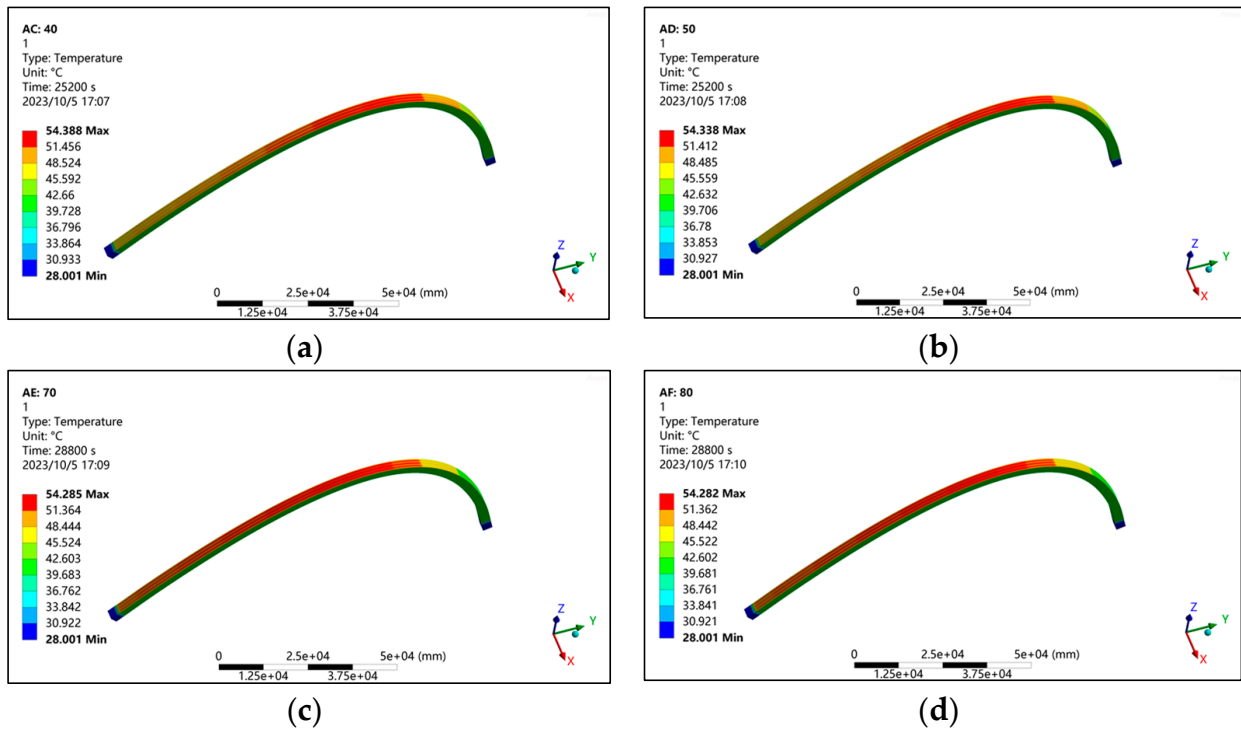 AC: 40
1
Type: Temperature
Unit: °C
Time: 25200 s
2023/10/5 17:07
54.388 Max
51.456
48.524
45.592
42.66
39.728
36.796
33.864
30.933
28.001 Min
Z
Y
X
0 2.5e+04 5e+04 (mm)
1.25e+04 3.75e+04
(a)
AD: 50
1
Type: Temperature
Unit: °C
Time: 25200 s
2023/10/5 17:08
54.338 Max
51.412
48.485
45.559
42.632
39.706
36.78
33.853
30.927
28.001 Min
Z
Y
X
0 2.5e+04 5e+04 (mm)
1.25e+04 3.75e+04
(b)
AE: 70
1
Type: Temperature
Unit: °C
Time: 28800 s
2023/10/5 17:09
54.285 Max
51.364
48.444
45.524
42.603
39.683
36.762
33.842
30.922
28.001 Min
Z
Y
X
0 2.5e+04 5e+04 (mm)
1.25e+04 3.75e+04
(c)
AF: 80
1
Type: Temperature
Unit: °C
Time: 28800 s
2023/10/5 17:10
54.282 Max
51.362
48.442
45.522
42.602
39.681
36.761
33.841
30.921
28.001 Min
Z
Y
X
0 2.5e+04 5e+04 (mm)
1.25e+04 3.75e+04
(d)